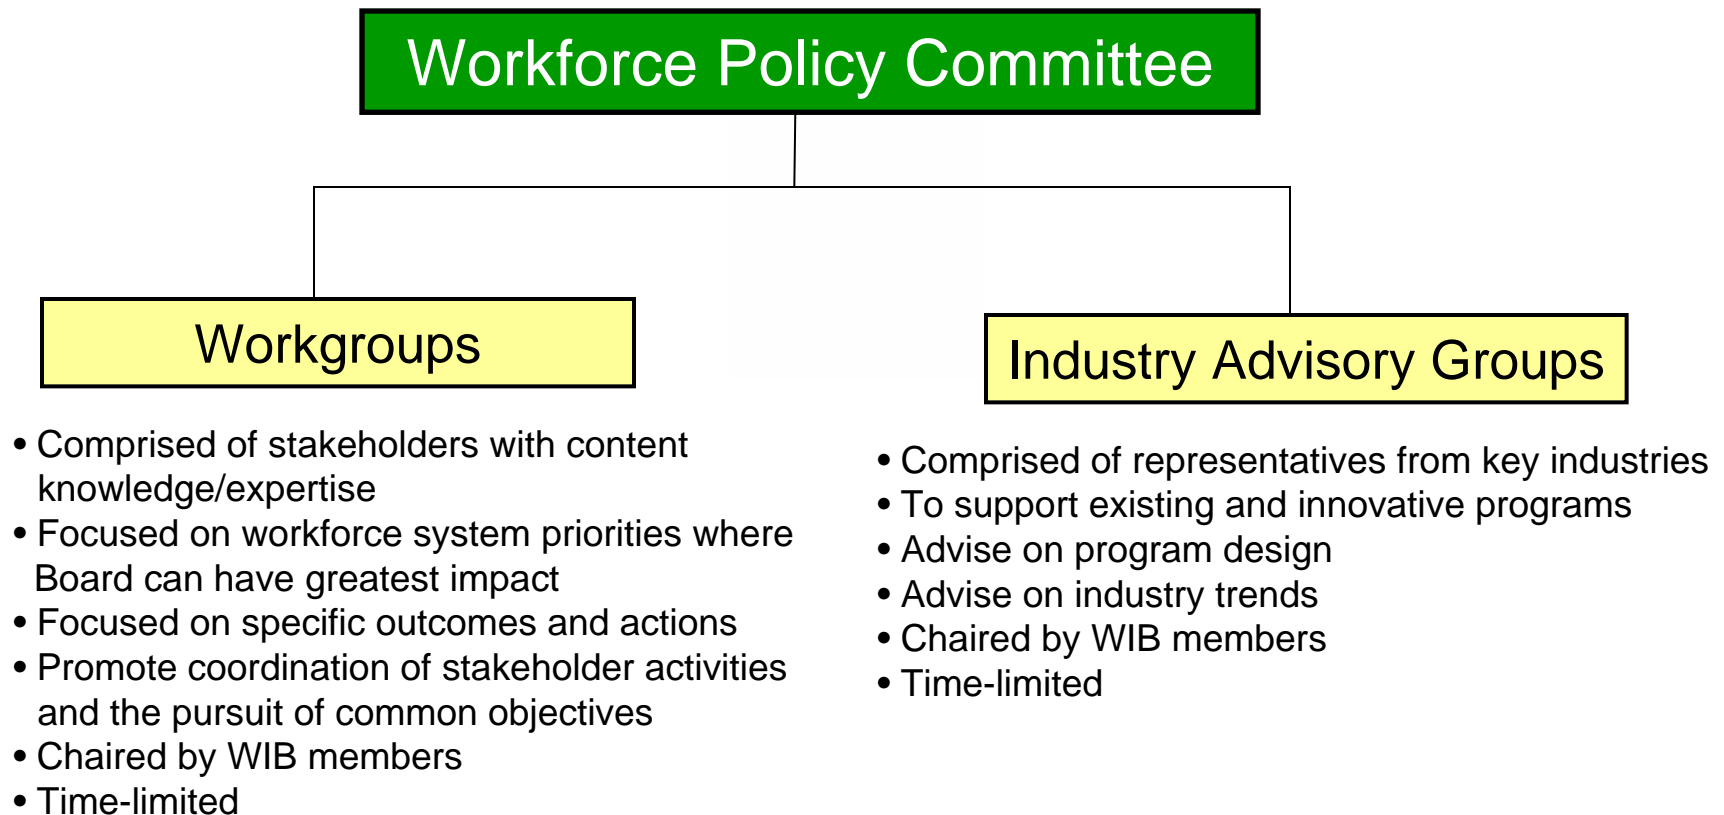 Workforce Policy Committee
Workgroups
• Comprised of stakeholders with content
knowledge/expertise
• Focused on workforce system priorities where
Board can have greatest impact
• Focused on specific outcomes and actions
• Promote coordination of stakeholder activities
and the pursuit of common objectives
• Chaired by WIB members
• Time-limited
Industry Advisory Groups
• Comprised of representatives from key industries
• To support existing and innovative programs
• Advise on program design
• Advise on industry trends
• Chaired by WIB members
• Time-limited